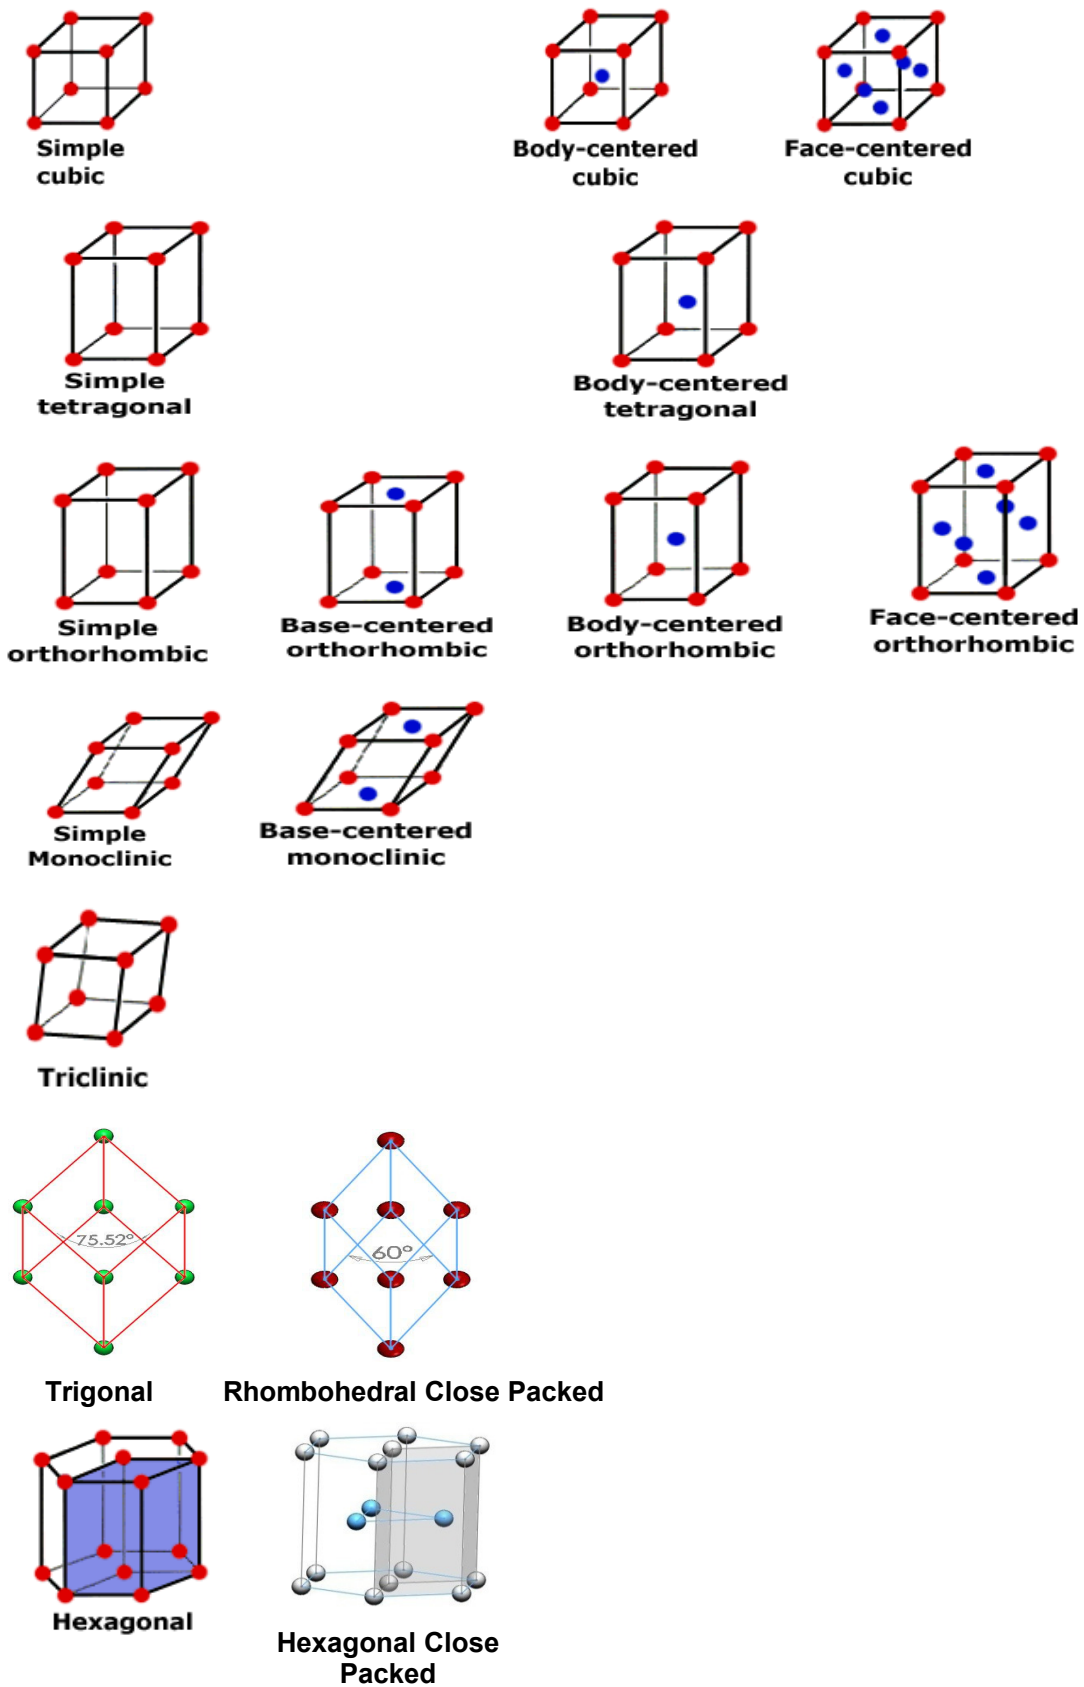 Simple
cubic
Body-centered
cubic
Face-centered
cubic
Simple
tetragonal
Body-centered
tetragonal
Simple
orthorhombic
Base-centered
orthorhombic
Body-centered
orthorhombic
Face-centered
orthorhombic
Simple
Monoclinic
Base-centered
monoclinic
Triclinic
75.52°
60°
Trigonal
Rhombohedral Close Packed
Hexagonal
Hexagonal Close
Packed